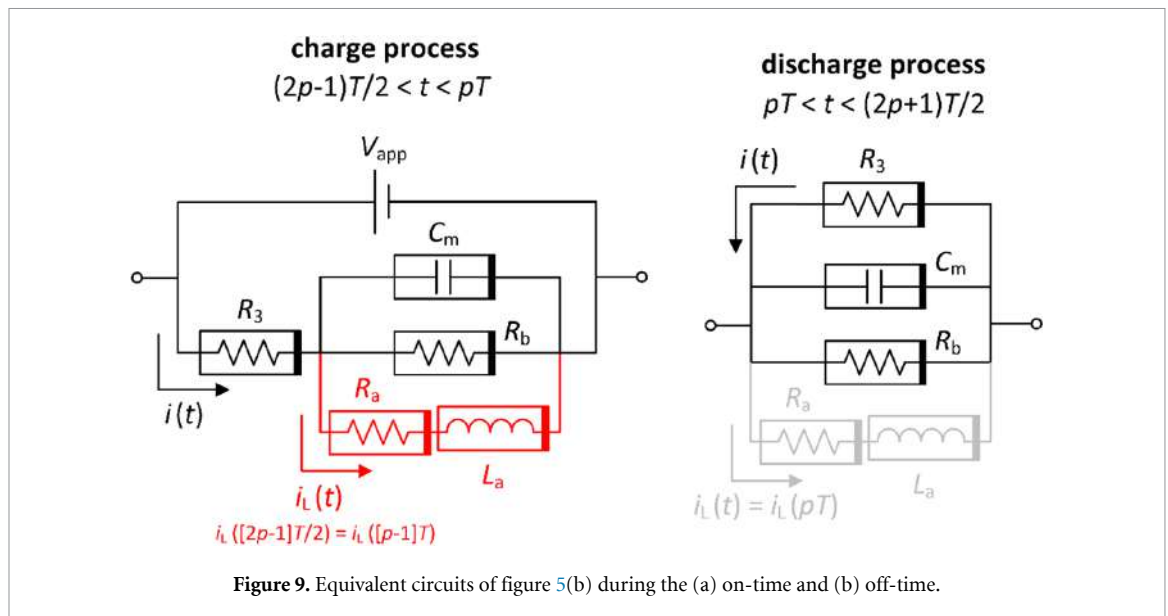 charge process
(2p-1)T/2 < t < pT
V_app
C_m
R_3
R_b
i(t)
R_a
L_a
i_L(t)
i_L([2p-1]T/2) = i_L([p-1]T)
discharge process
pT < t < (2p+1)T/2
i(t)
R_3
C_m
R_b
R_a
L_a
i_L(t) = i_L(pT)
Figure 9. Equivalent circuits of figure 5(b) during the (a) on-time and (b) off-time.